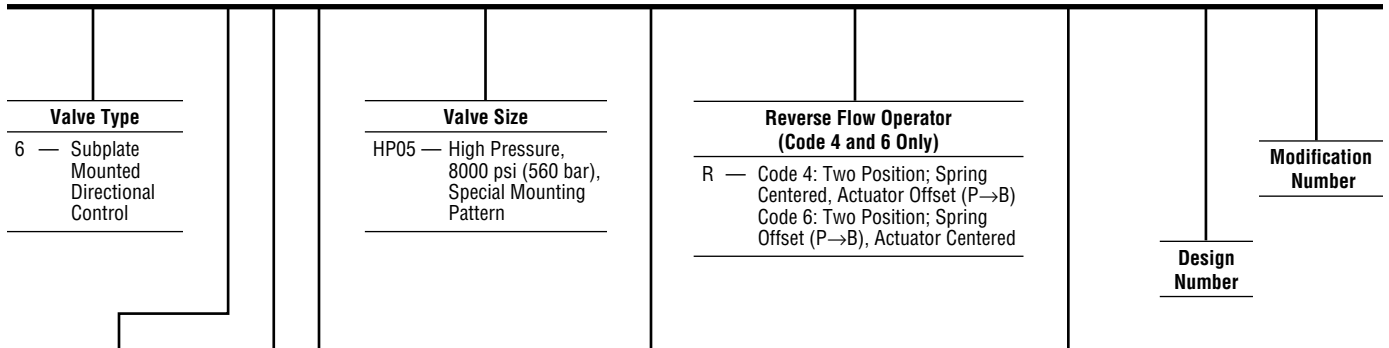 Valve Type
6 — Subplate
Mounted
Directional
Control
Valve Size
HP05 — High Pressure,
8000 psi (560 bar),
Special Mounting
Pattern
Reverse Flow Operator
(Code 4 and 6 Only)
R — Code 4: Two Position; Spring
Centered, Actuator Offset (P→B)
Code 6: Two Position; Spring
Offset (P→B), Actuator Centered
Design
Number
Modification
Number